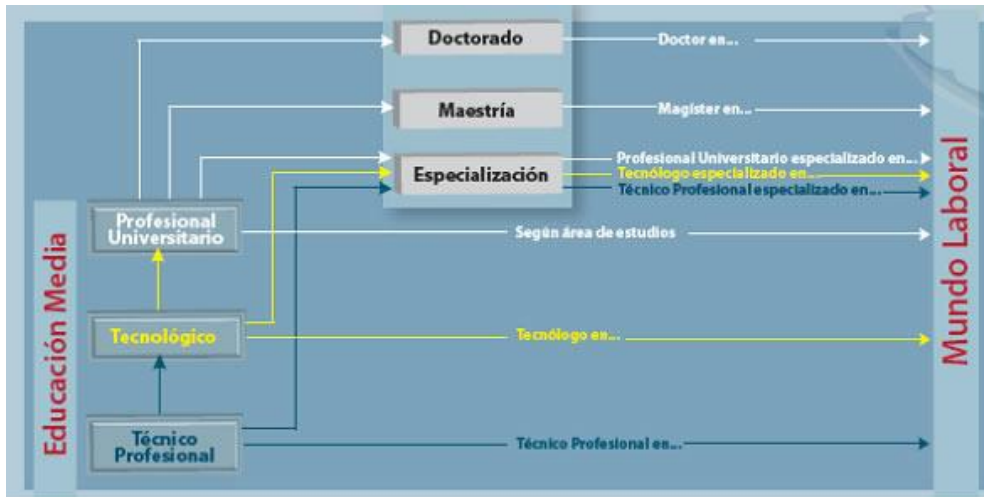 Doctorado
Doctor en...
Maestría
Magíster en...
Especialización
Profesional Universitario especializado en...
Tecnólogo especializado en...
Técnico Profesional especializado en...
Profesional
Universitario
Según área de estudios
Tecnológico
Tecnólogo en...
Técnico
Profesional
Técnico Profesional en...
Educación Media
Mundo Laboral